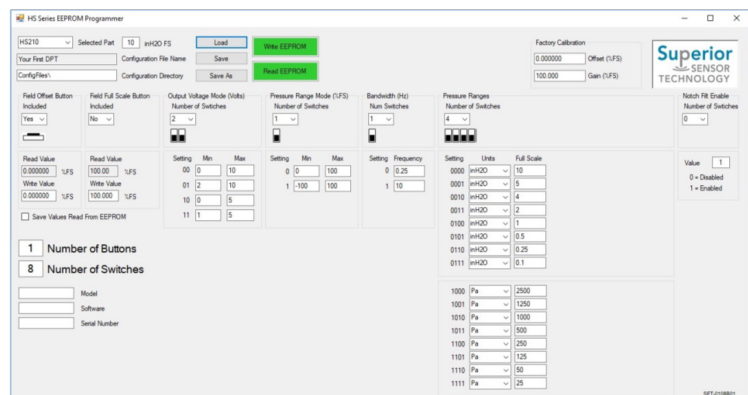 HS Series EEPROM Programmer
HS210 Selected Part 10 inH2O FS Load Write EEPROM
Your First DPT Configuration File Name Save
ConfigFiles\ Configuration Directory Save As Read EEPROM
Factory Calibration
0.000000 Offset (%FS)
100.000 Gain (%FS)
Superior
SENSOR
TECHNOLOGY
Field Offset Button Field Full Scale Button Output Voltage Mode (Volts) Pressure Range Mode (%FS) Bandwidth (Hz) Pressure Ranges Notch Filt Enable
Included Included Number of Switches Number of Switches Num Switches Number of Switches Number of Switches
Yes No 2 1 1 4 0
Read Value Read Value Setting Min Max Setting Min Max Setting Frequency Setting Units Full Scale
0.000000 %FS 100.00 %FS 00 0 10 0 0 100 0 0.25 0000 inH2O 10 Value 1
Write Value Write Value 01 2 10 1 -100 100 1 10 0001 inH2O 5 0 = Disabled
0.000000 %FS 100.000 %FS 10 0 5 0010 inH2O 4 1 = Enabled
Save Values Read From EEPROM 11 1 5 0011 inH2O 2
0100 inH2O 1
0101 inH2O 0.5
0110 inH2O 0.25
0111 inH2O 0.1
1 Number of Buttons
8 Number of Switches
Model
Software
Serial Number
1000 Pa 2500
1001 Pa 1250
1010 Pa 1000
1011 Pa 500
1100 Pa 250
1101 Pa 125
1110 Pa 50
1111 Pa 25